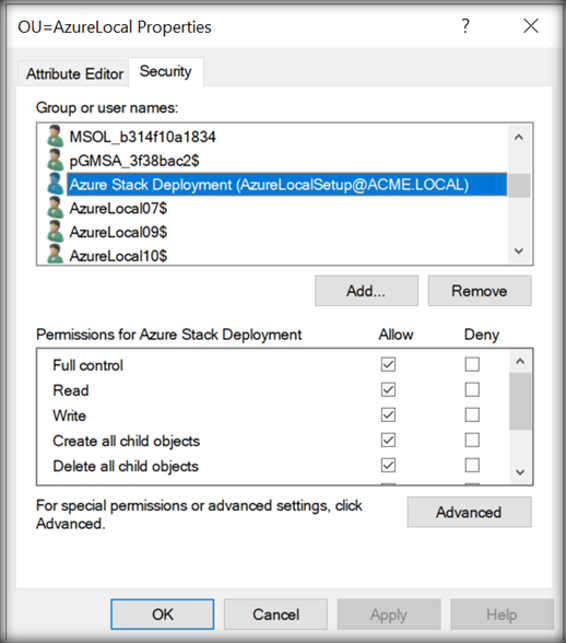 OU=AzureLocal Properties
Attribute Editor
Security
Group or user names:
MSOL_b314f10a1834
pGMSA_3f38bac2$
Azure Stack Deployment (AzureLocalSetup@ACME.LOCAL)
AzureLocal07$
AzureLocal09$
AzureLocal10$
Add...
Remove
Permissions for Azure Stack Deployment Allow Deny
Full control
Read
Write
Create all child objects
Delete all child objects
For special permissions or advanced settings, click
Advanced.
Advanced
OK
Cancel
Apply
Help